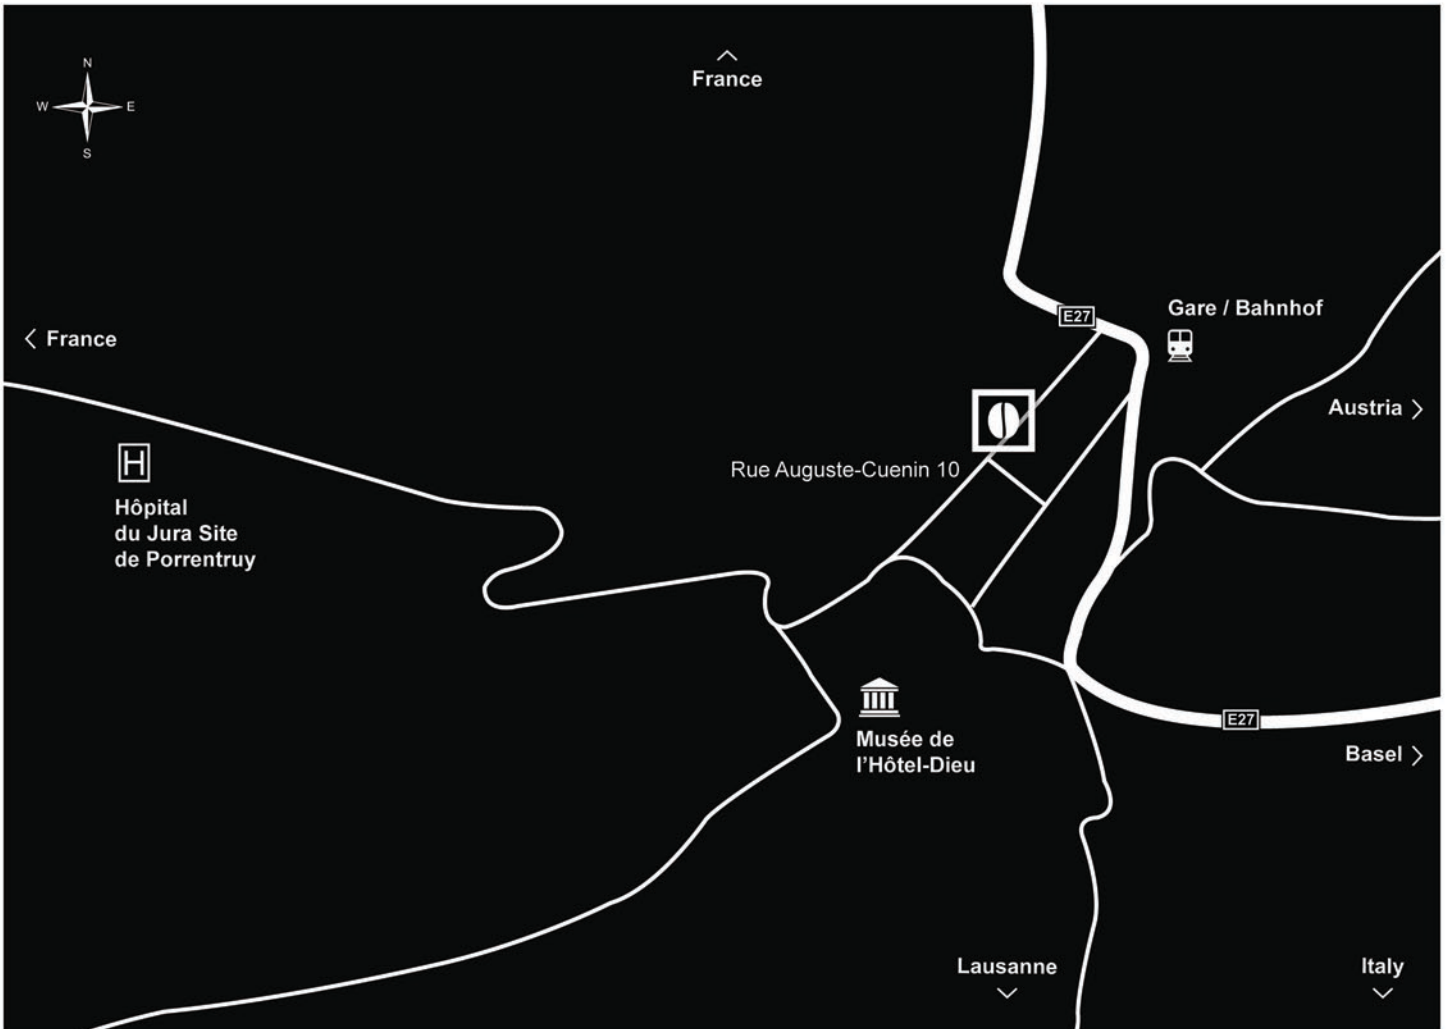 N
France
W E
S
Gare / Bahnhof
E27
France
Austria
H
Rue Auguste-Cuenin 10
Hôpital
du Jura Site
de Porrentruy
E27
Musée de
l’Hôtel-Dieu
Basel
Lausanne
Italy